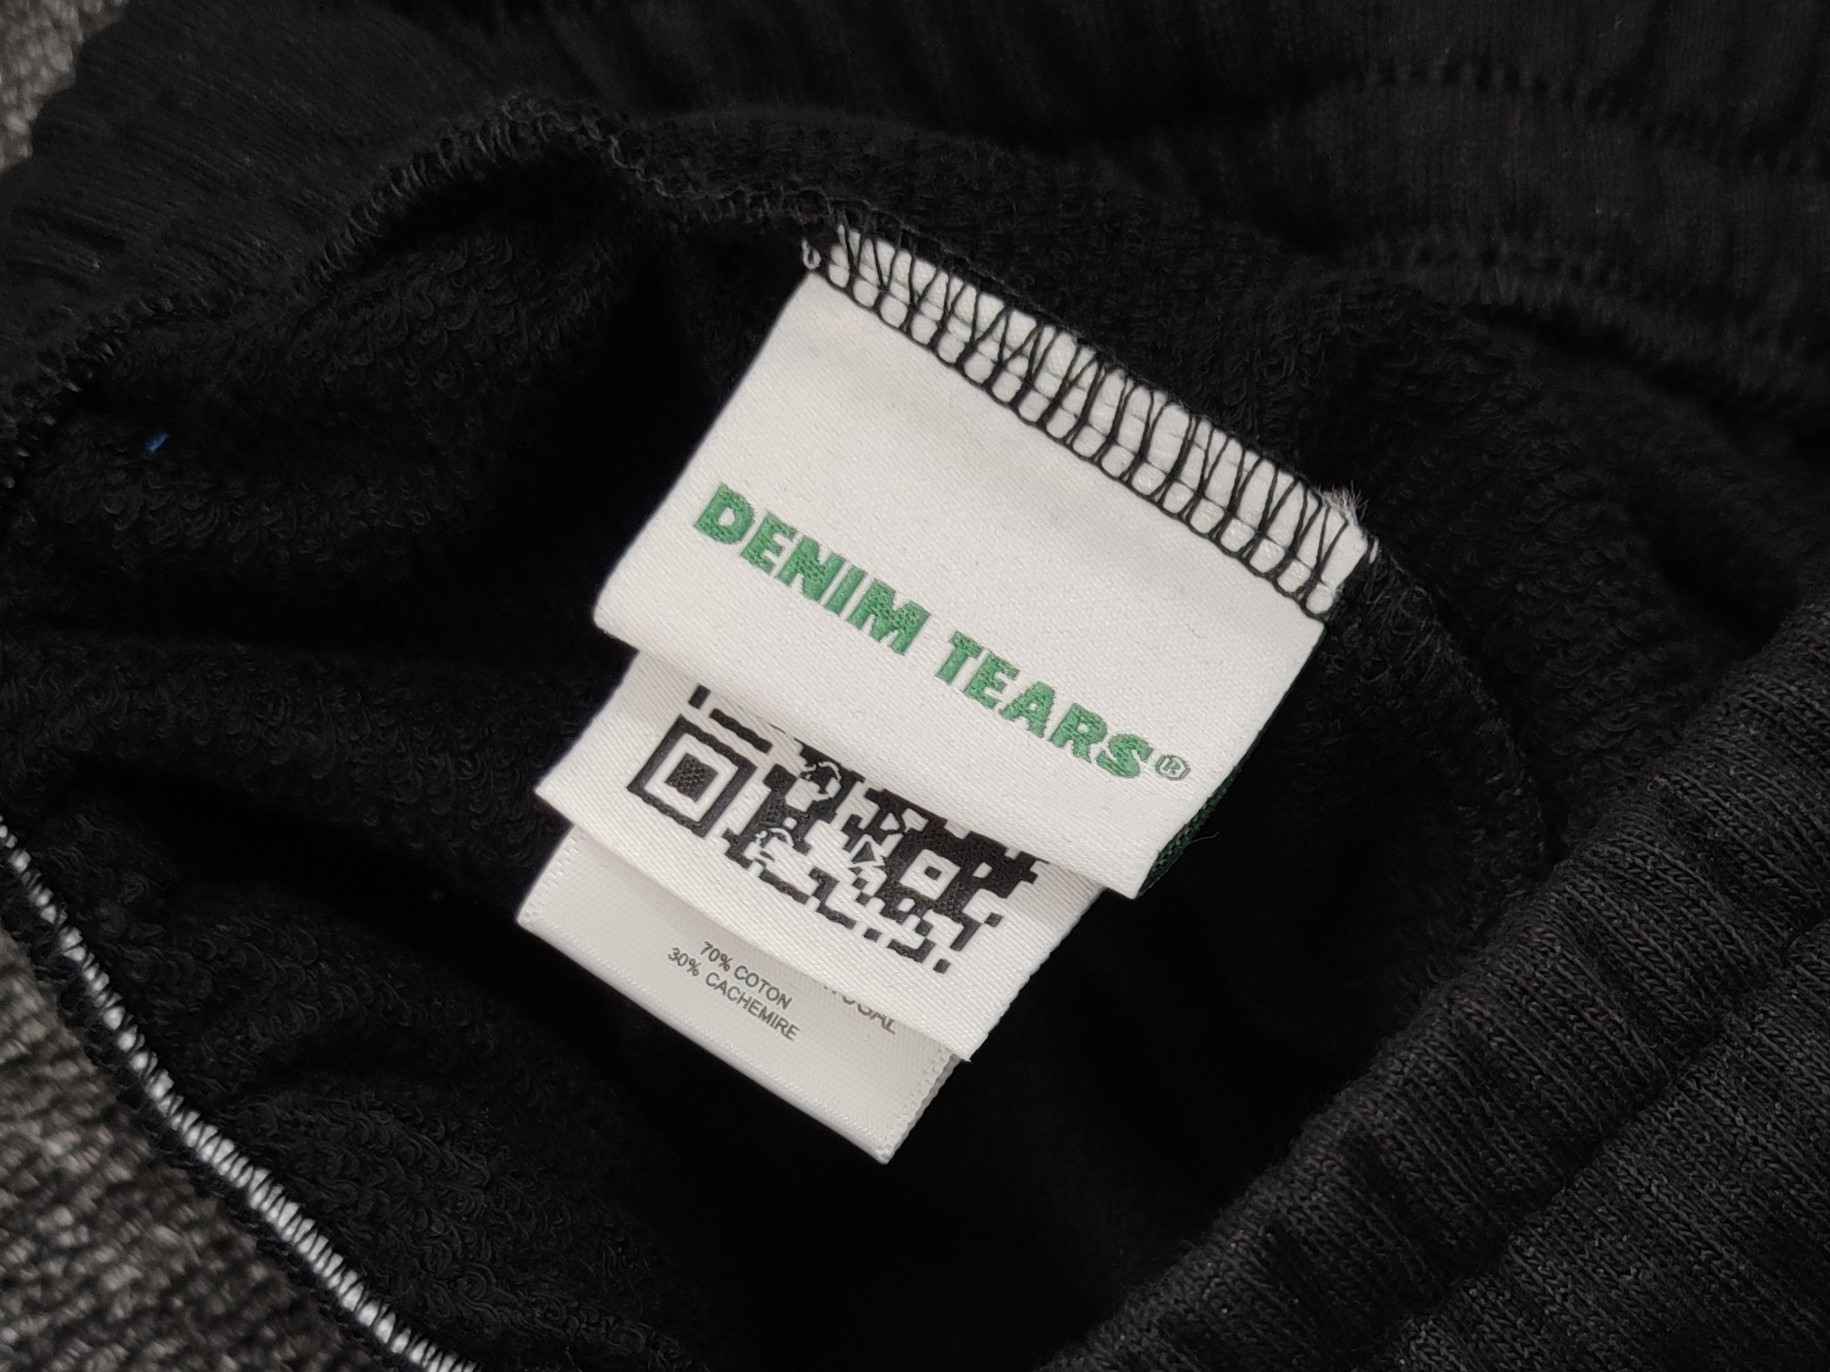 DENIM TEARS®
70% COTON
30% CACHEMIRE